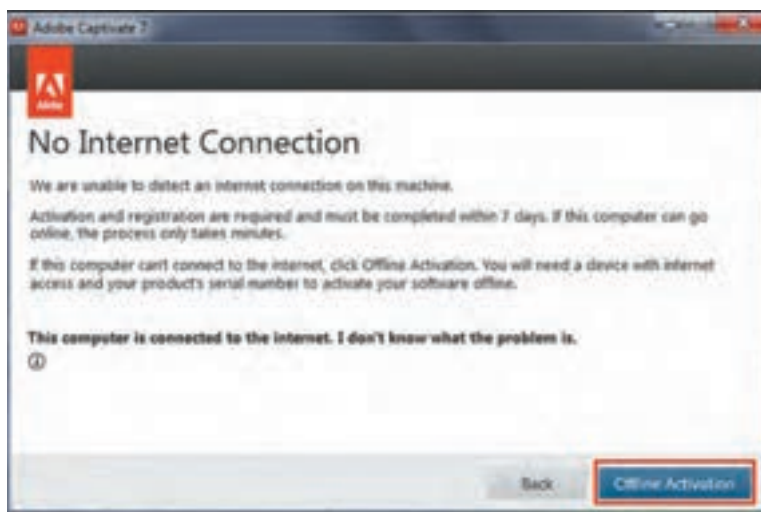 Adobe Captivate 7
Adobe
No Internet Connection
We are unable to detect an internet connection on this machine.
Activation and registration are required and must be completed within 7 days. If this computer can go
online, the process only takes minutes.
If this computer can't connect to the internet, click Offline Activation. You will need a device with internet
access and your product's serial number to activate your software offline.
This computer is connected to the internet. I don't know what the problem is.
Back
Offline Activation